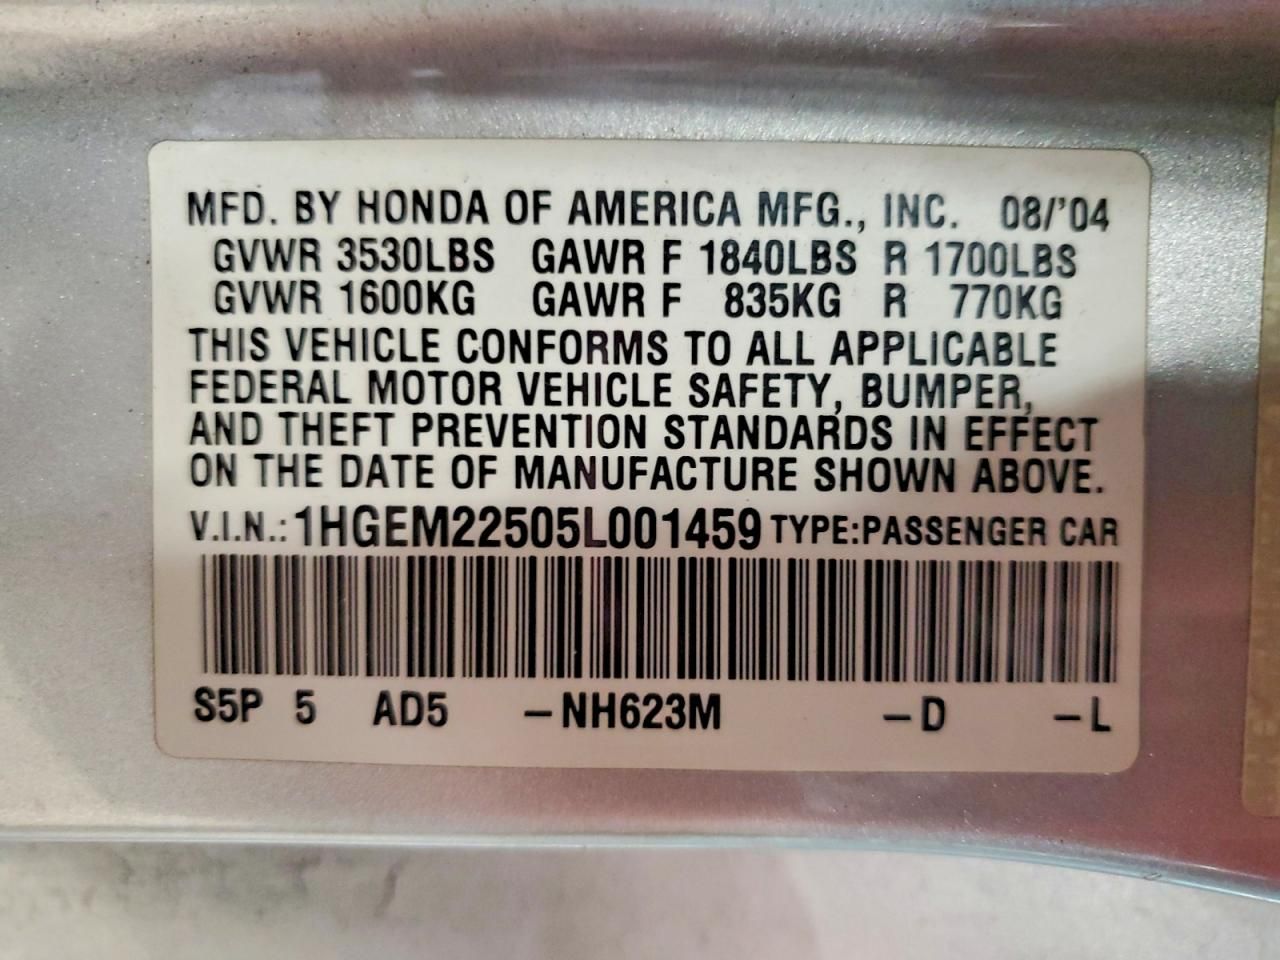 MFD. BY HONDA OF AMERICA MFG., INC. 08/'04
GVWR 3530LBS GAWR F 1840LBS R 1700LBS
GVWR 1600KG GAWR F 835KG R 770KG
THIS VEHICLE CONFORMS TO ALL APPLICABLE
FEDERAL MOTOR VEHICLE SAFETY, BUMPER,
AND THEFT PREVENTION STANDARDS IN EFFECT
ON THE DATE OF MANUFACTURE SHOWN ABOVE.
V.I.N.: 1HGEM22505L001459 TYPE:PASSENGER CAR
S5P 5 AD5 –NH623M –D –L